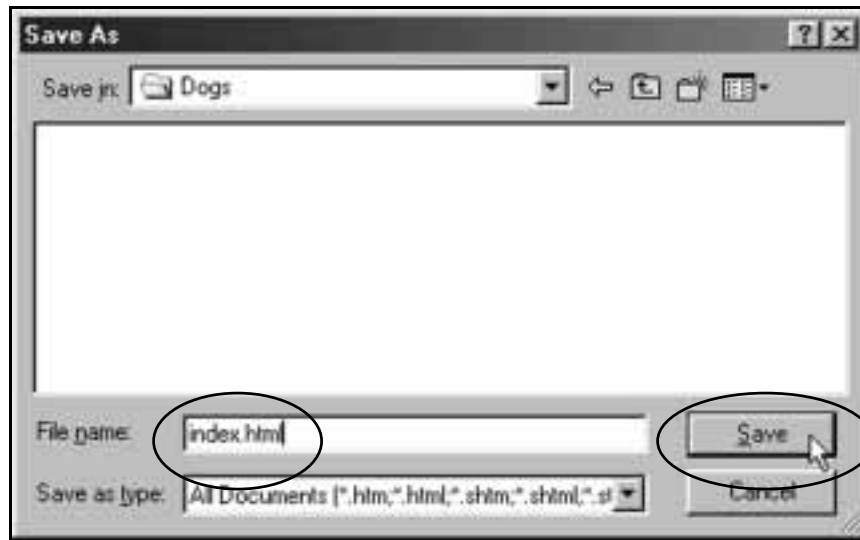 Save As
Save in: Dogs
File name: index.html Save
Save as type: All Documents (*.htm;*.html;*.shtm;*.shtml;*.st Cancel